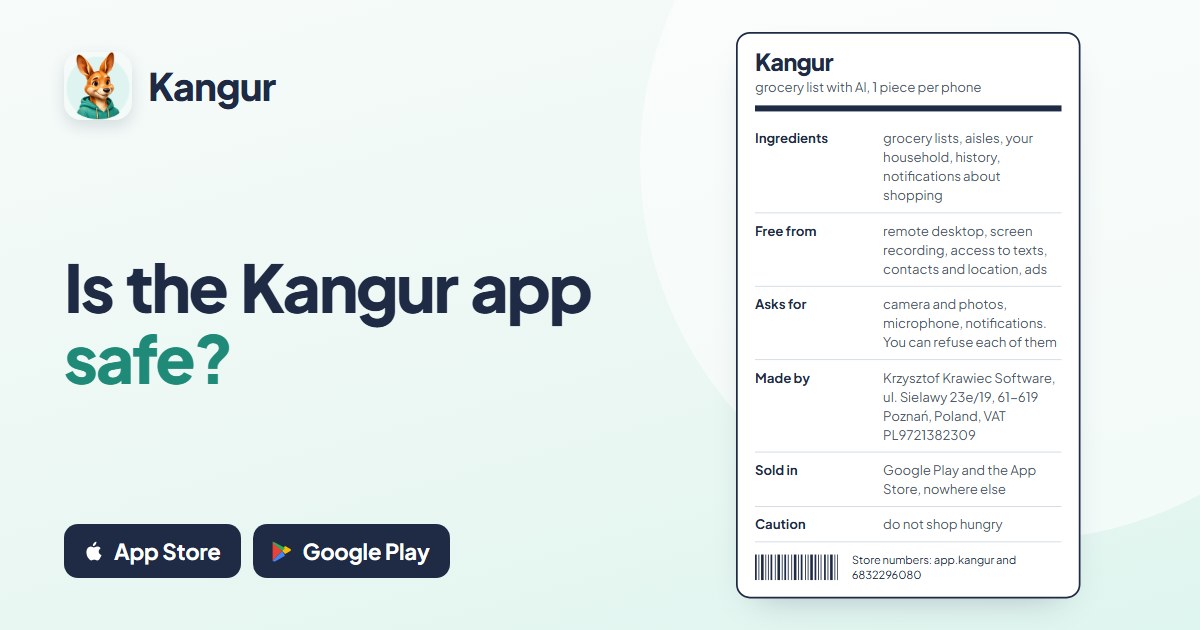 Kangur
Is the Kangur app
safe?
App Store
Google Play
Kangur
grocery list with AI, 1 piece per phone
Ingredients
grocery lists, aisles, your
household, history,
notifications about
shopping
Free from
remote desktop, screen
recording, access to texts,
contacts and location, ads
Asks for
camera and photos,
microphone, notifications.
You can refuse each of them
Made by
Krzysztof Krawiec Software,
ul. Sielawy 23e/19, 61–619
Poznań, Poland, VAT
PL9721382309
Sold in
Google Play and the App
Store, nowhere else
Caution
do not shop hungry
Store numbers: app.kangur and
6832296080